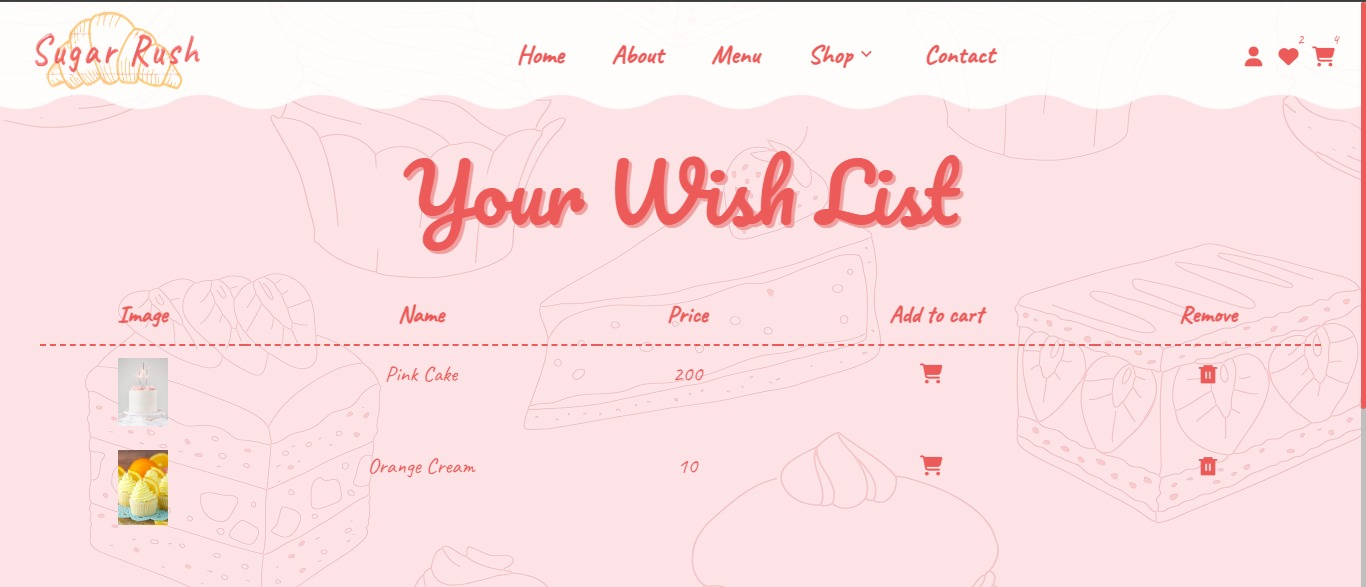 Sugar Rush
Home About Menu Shop Contact
2 4
Your Wish List
Image Name Price Add to cart Remove
Pink Cake 200
Orange Cream 10